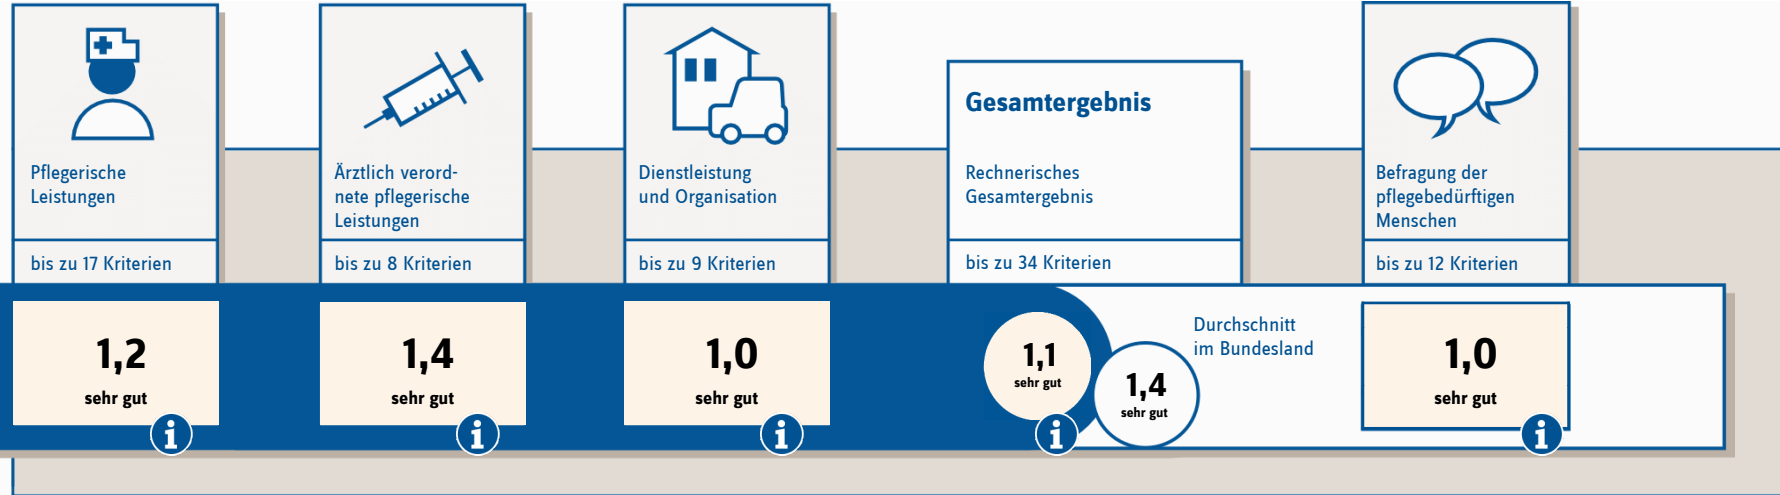 Pflegerische
Leistungen
bis zu 17 Kriterien
1,2
sehr gut
i
Ärztlich verord-
nete pflegerische
Leistungen
bis zu 8 Kriterien
1,4
sehr gut
i
Dienstleistung
und Organisation
bis zu 9 Kriterien
1,0
sehr gut
i
Gesamtergebnis
Rechnerisches
Gesamtergebnis
bis zu 34 Kriterien
1,1
sehr gut
i
1,4
sehr gut
Durchschnitt
im Bundesland
Befragung der
pflegebedürftigen
Menschen
bis zu 12 Kriterien
1,0
sehr gut
i